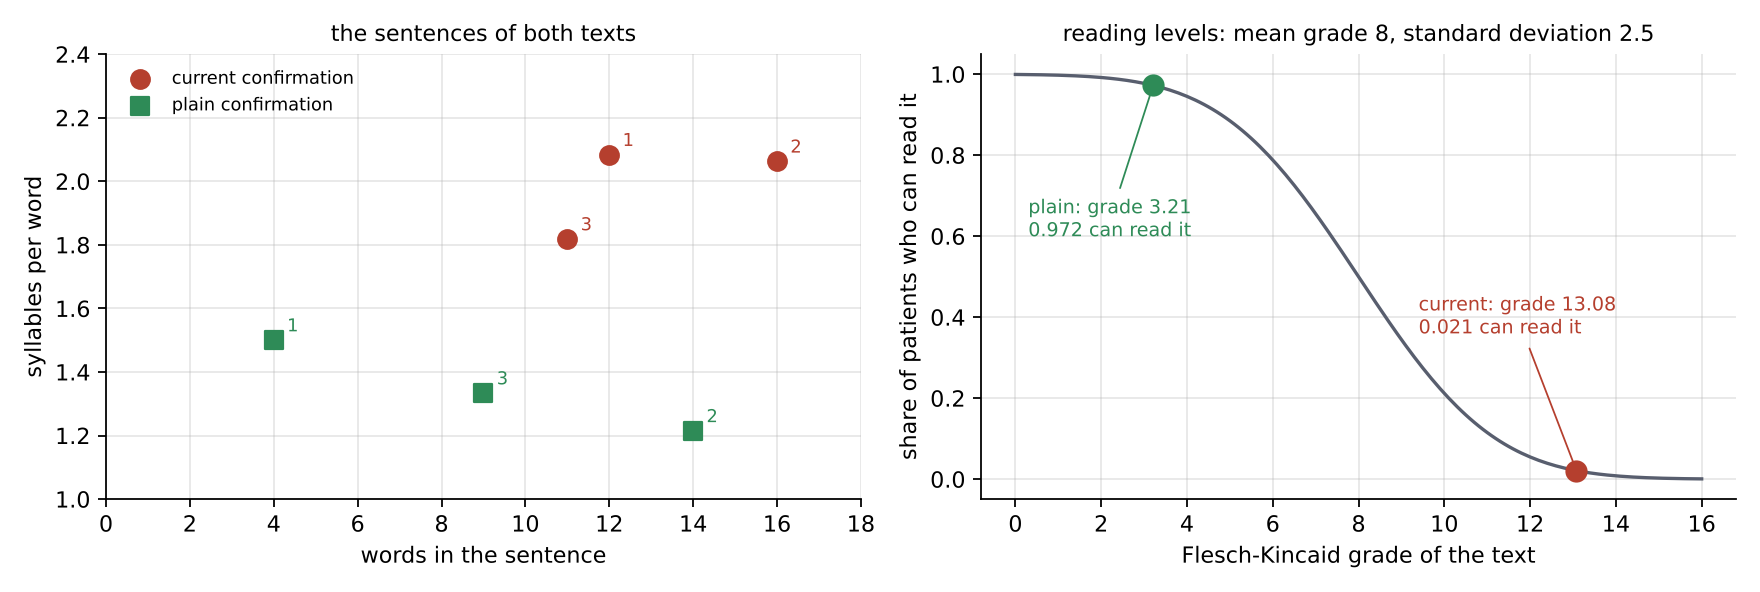 the sentences of both texts
current confirmation
plain confirmation
syllables per word
2.4
2.2
2.0
1.8
1.6
1.4
1.2
1.0
1
2
3
1
3
2
0 2 4 6 8 10 12 14 16 18
words in the sentence
reading levels: mean grade 8, standard deviation 2.5
share of patients who can read it
1.0
0.8
0.6
0.4
0.2
0.0
plain: grade 3.21
0.972 can read it
current: grade 13.08
0.021 can read it
0 2 4 6 8 10 12 14 16
Flesch-Kincaid grade of the text